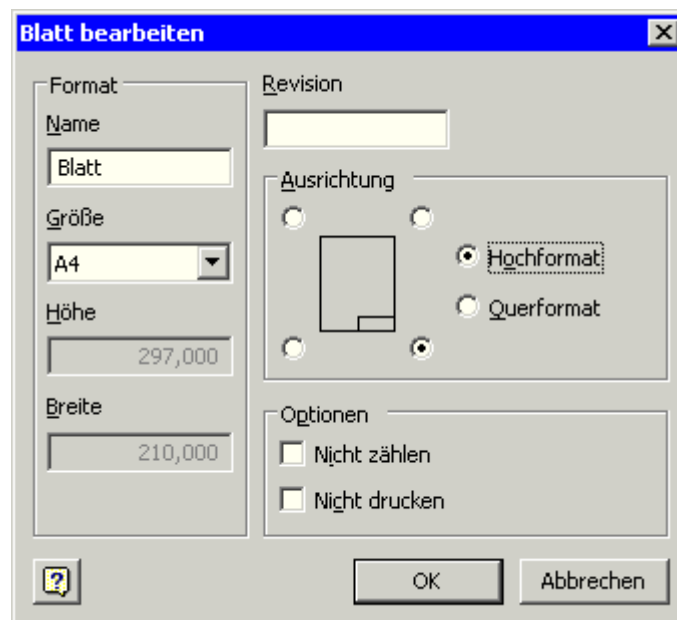 Blatt bearbeiten
Format
Name
Blatt
Größe
A4
Höhe
297,000
Breite
210,000
Revision
Ausrichtung
Hochformat
Querformat
Optionen
Nicht zählen
Nicht drucken
?
OK
Abbrechen